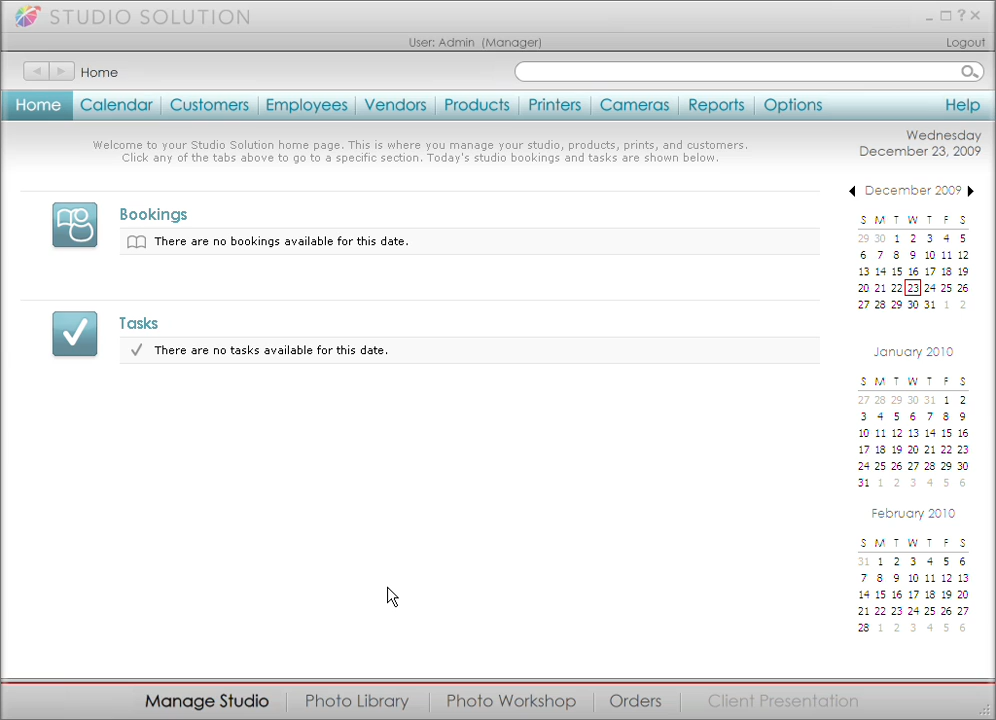 STUDIO SOLUTION
User: Admin (Manager)
Logout
Home
Home Calendar Customers Employees Vendors Products Printers Cameras Reports Options Help
Welcome to your Studio Solution home page. This is where you manage your studio, products, prints, and customers.
Click any of the tabs above to go to a specific section. Today's studio bookings and tasks are shown below.
Wednesday
December 23, 2009
Bookings
There are no bookings available for this date.
Tasks
There are no tasks available for this date.
December 2009
S M T W T F S
29 30 1 2 3 4 5
6 7 8 9 10 11 12
13 14 15 16 17 18 19
20 21 22 23 24 25 26
27 28 29 30 31 1 2
January 2010
S M T W T F S
27 28 29 30 31 1 2
3 4 5 6 7 8 9
10 11 12 13 14 15 16
17 18 19 20 21 22 23
24 25 26 27 28 29 30
31 1 2 3 4 5 6
February 2010
S M T W T F S
31 1 2 3 4 5 6
7 8 9 10 11 12 13
14 15 16 17 18 19 20
21 22 23 24 25 26 27
28 1 2 3 4 5 6
Manage Studio Photo Library Photo Workshop Orders Client Presentation